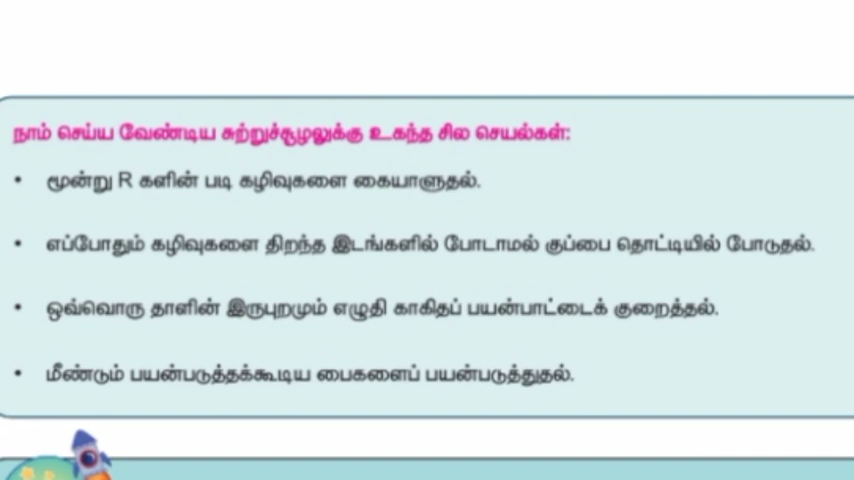 நாம் செய்ய வேண்டிய சுற்றுச்சூழலுக்கு உகந்த சில செயல்கள்:
• மூன்று R களின் படி கழிவுகளை கையாளுதல்.
• எப்போதும் கழிவுகளை திறந்த இடங்களில் போடாமல் குப்பை தொட்டியில் போடுதல்.
• ஒவ்வொரு தாளின் இருபுறமும் எழுதி காகிதப் பயன்பாட்டைக் குறைத்தல்.
• மீண்டும் பயன்படுத்தக்கூடிய பைகளைப் பயன்படுத்துதல்.